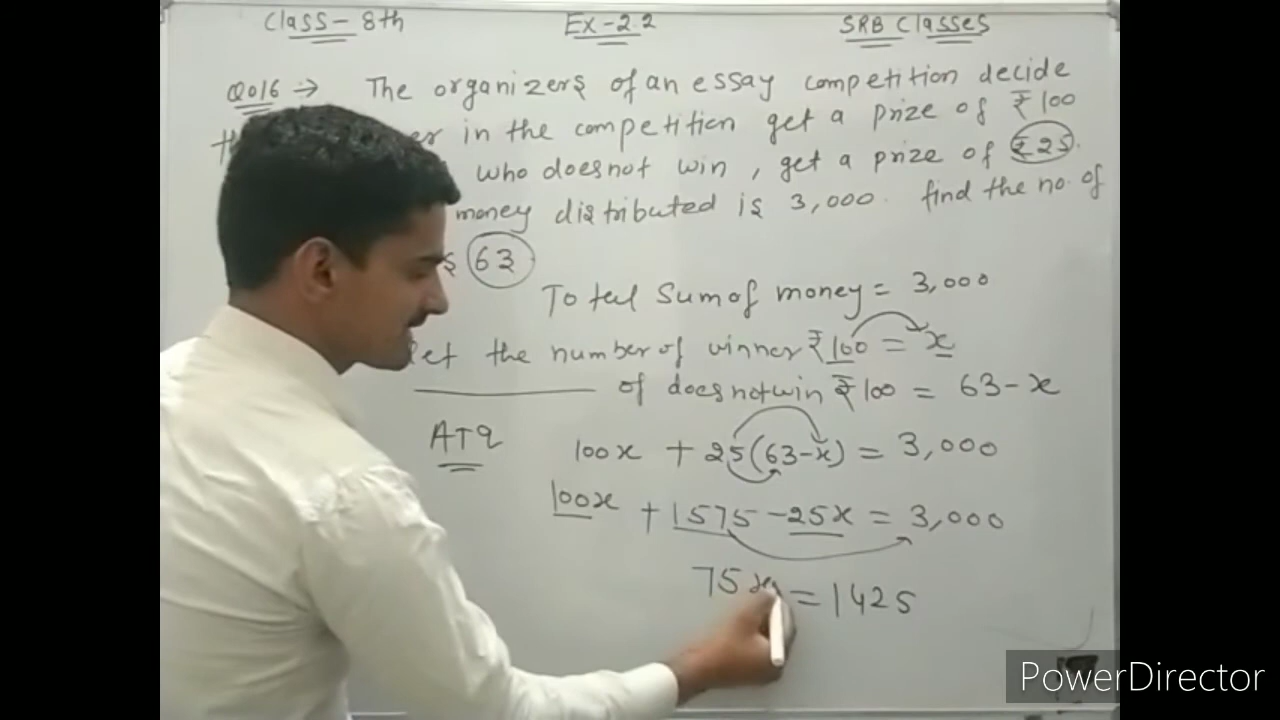 Class-8th Ex-2.2 SRB Classes
Q016 → The organizers of an essay competition decide
in the competition get a prize of ₹100
who doesnot win, get a prize of ₹25.
money distributed is 3,000. find the no. of
63
Total Sum of money = 3,000
Let the number of winner ₹100 = x
of doesnotwin ₹100 = 63-x
ATQ 100x + 25(63-x) = 3,000
100x + 1575 - 25x = 3,000
75x = 1425
PowerDirector